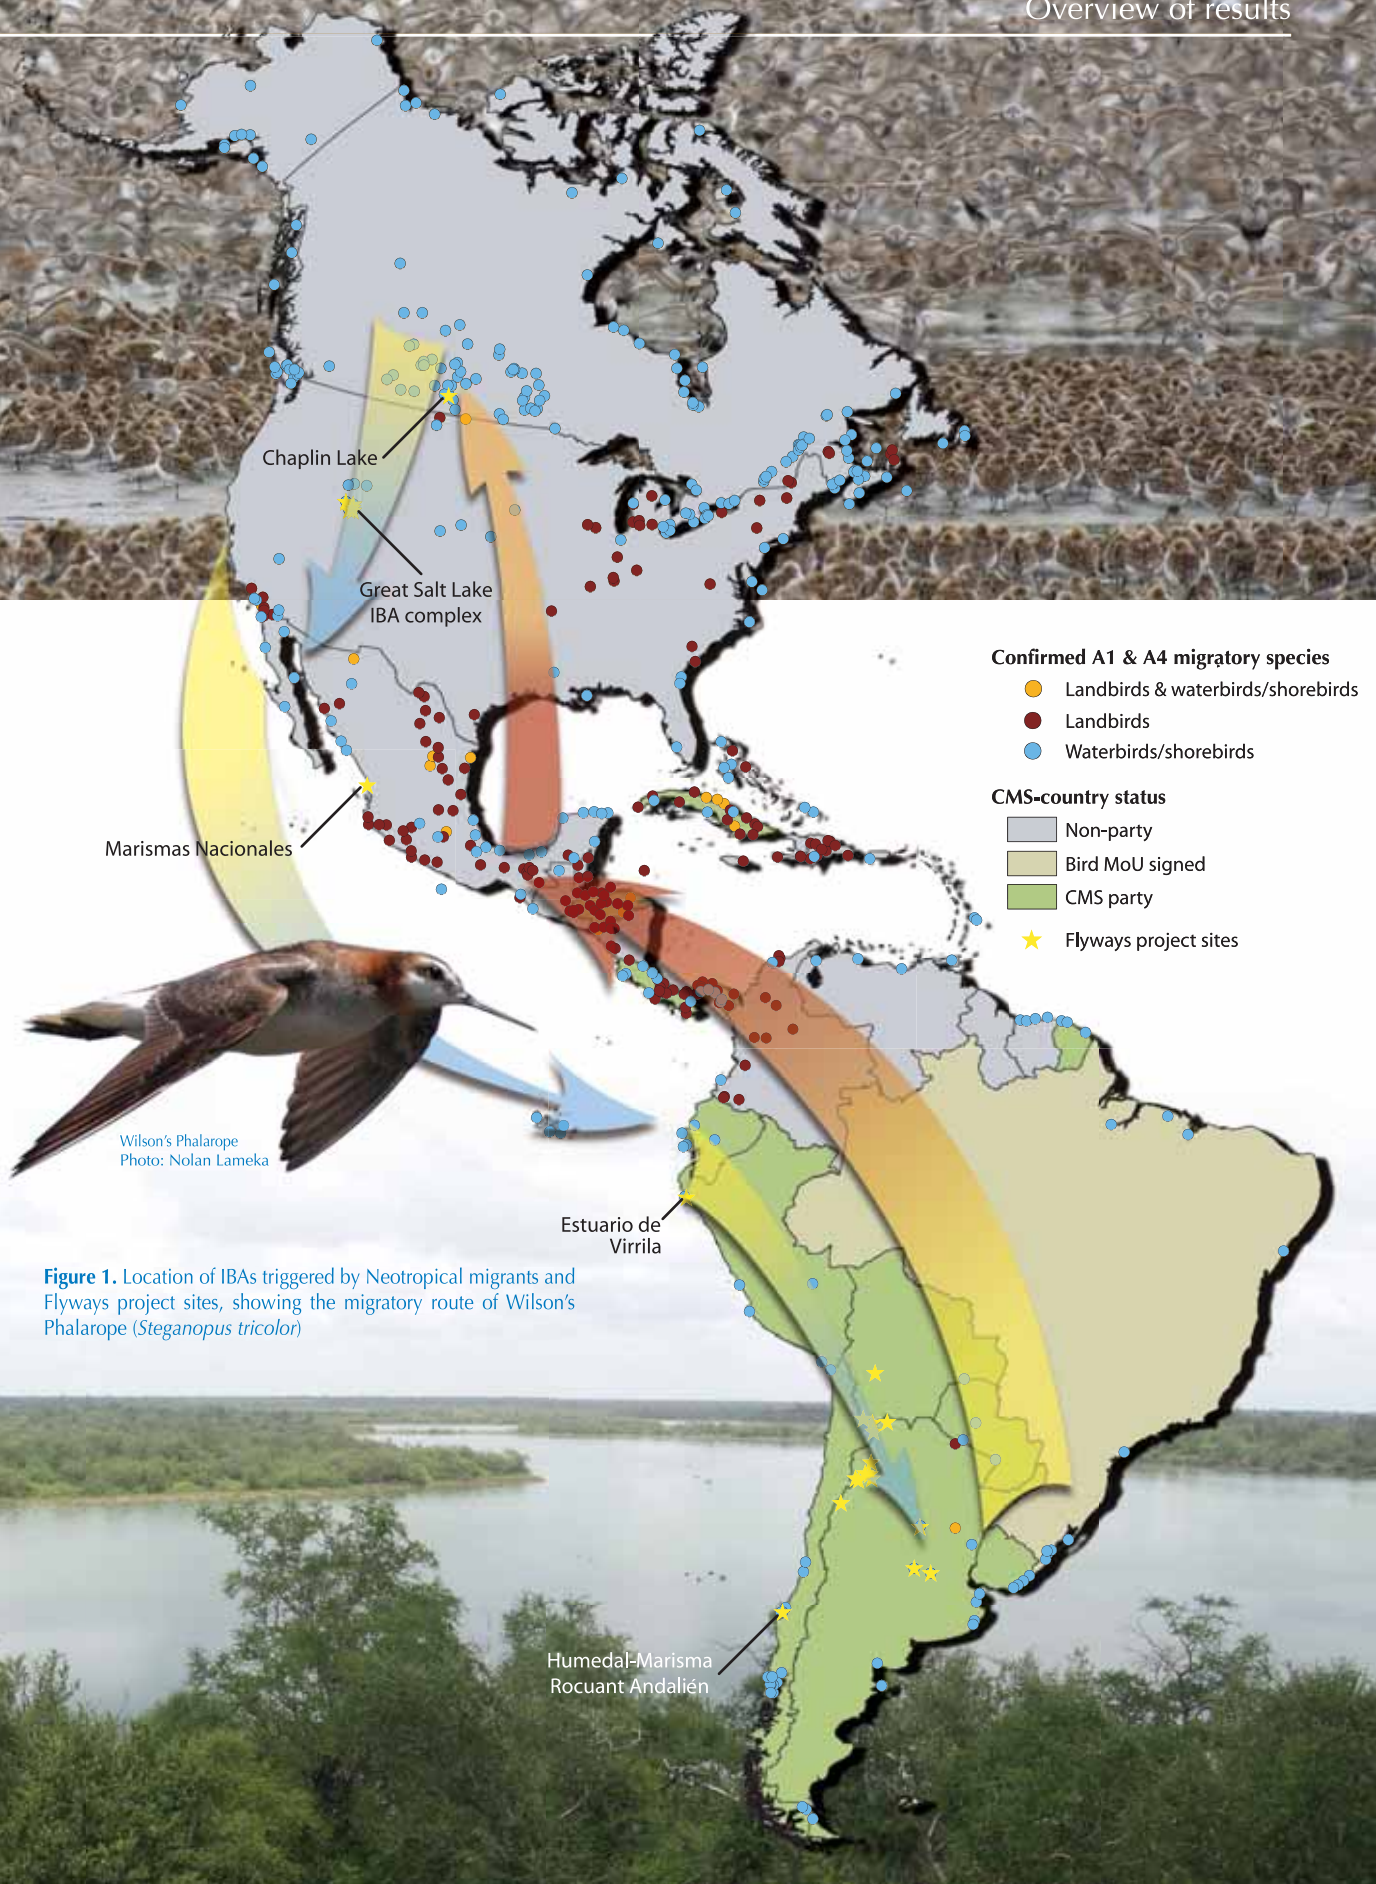 Overview of results
Chaplin Lake
Great Salt Lake
IBA complex
Confirmed A1 & A4 migratory species
Landbirds & waterbirds/shorebirds
Landbirds
Waterbirds/shorebirds
CMS-country status
Non-party
Bird MoU signed
CMS party
Flyways project sites
Marismas Nacionales
Wilson's Phalarope
Photo: Nolan Lameka
Estuario de
Virrila
Figure 1. Location of IBAs triggered by Neotropical migrants and
Flyways project sites, showing the migratory route of Wilson's
Phalarope (Steganopus tricolor)
Humedal-Marisma
Rocuant Andalién